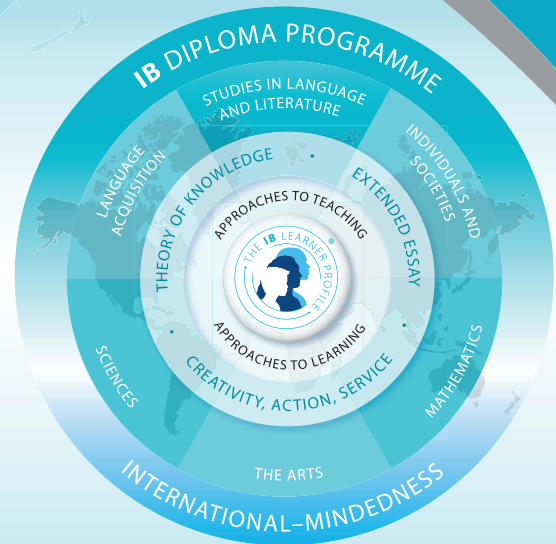 IB DIPLOMA PROGRAMME
STUDIES IN LANGUAGE
AND LITERATURE
LANGUAGE
ACQUISITION
INDIVIDUALS AND
SOCIETIES
THEORY OF KNOWLEDGE
EXTENDED ESSAY
APPROACHES TO TEACHING
THE IB LEARNER PROFILE ®
APPROACHES TO LEARNING
CREATIVITY, ACTION, SERVICE
SCIENCES
MATHEMATICS
THE ARTS
INTERNATIONAL–MINDEDNESS